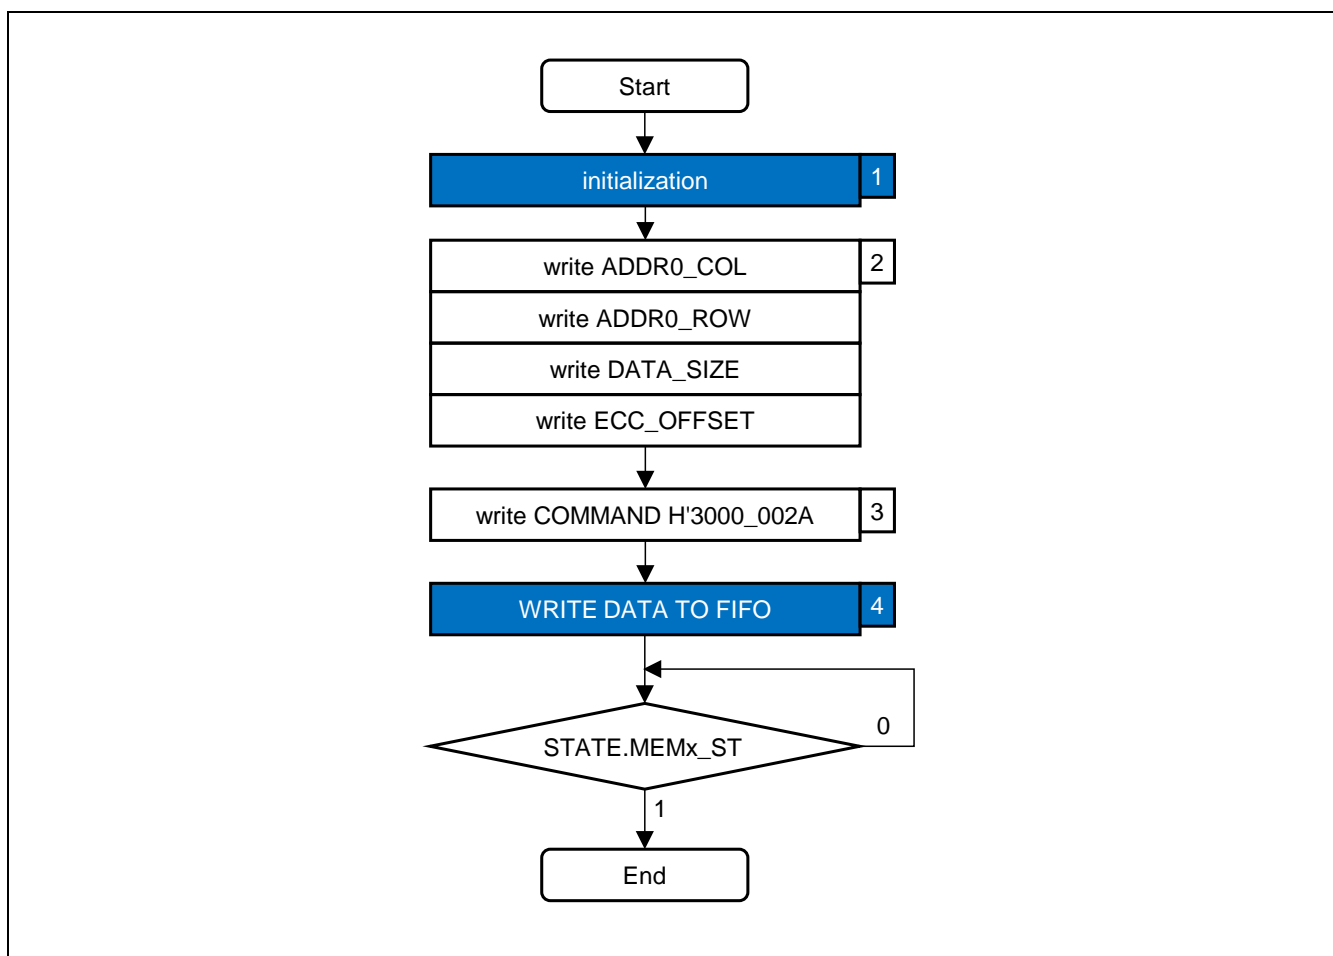 Start
initialization 1
write ADDR0_COL 2
write ADDR0_ROW
write DATA_SIZE
write ECC_OFFSET
write COMMAND H'3000_002A 3
WRITE DATA TO FIFO 4
0
STATE.MEMx_ST
1
End